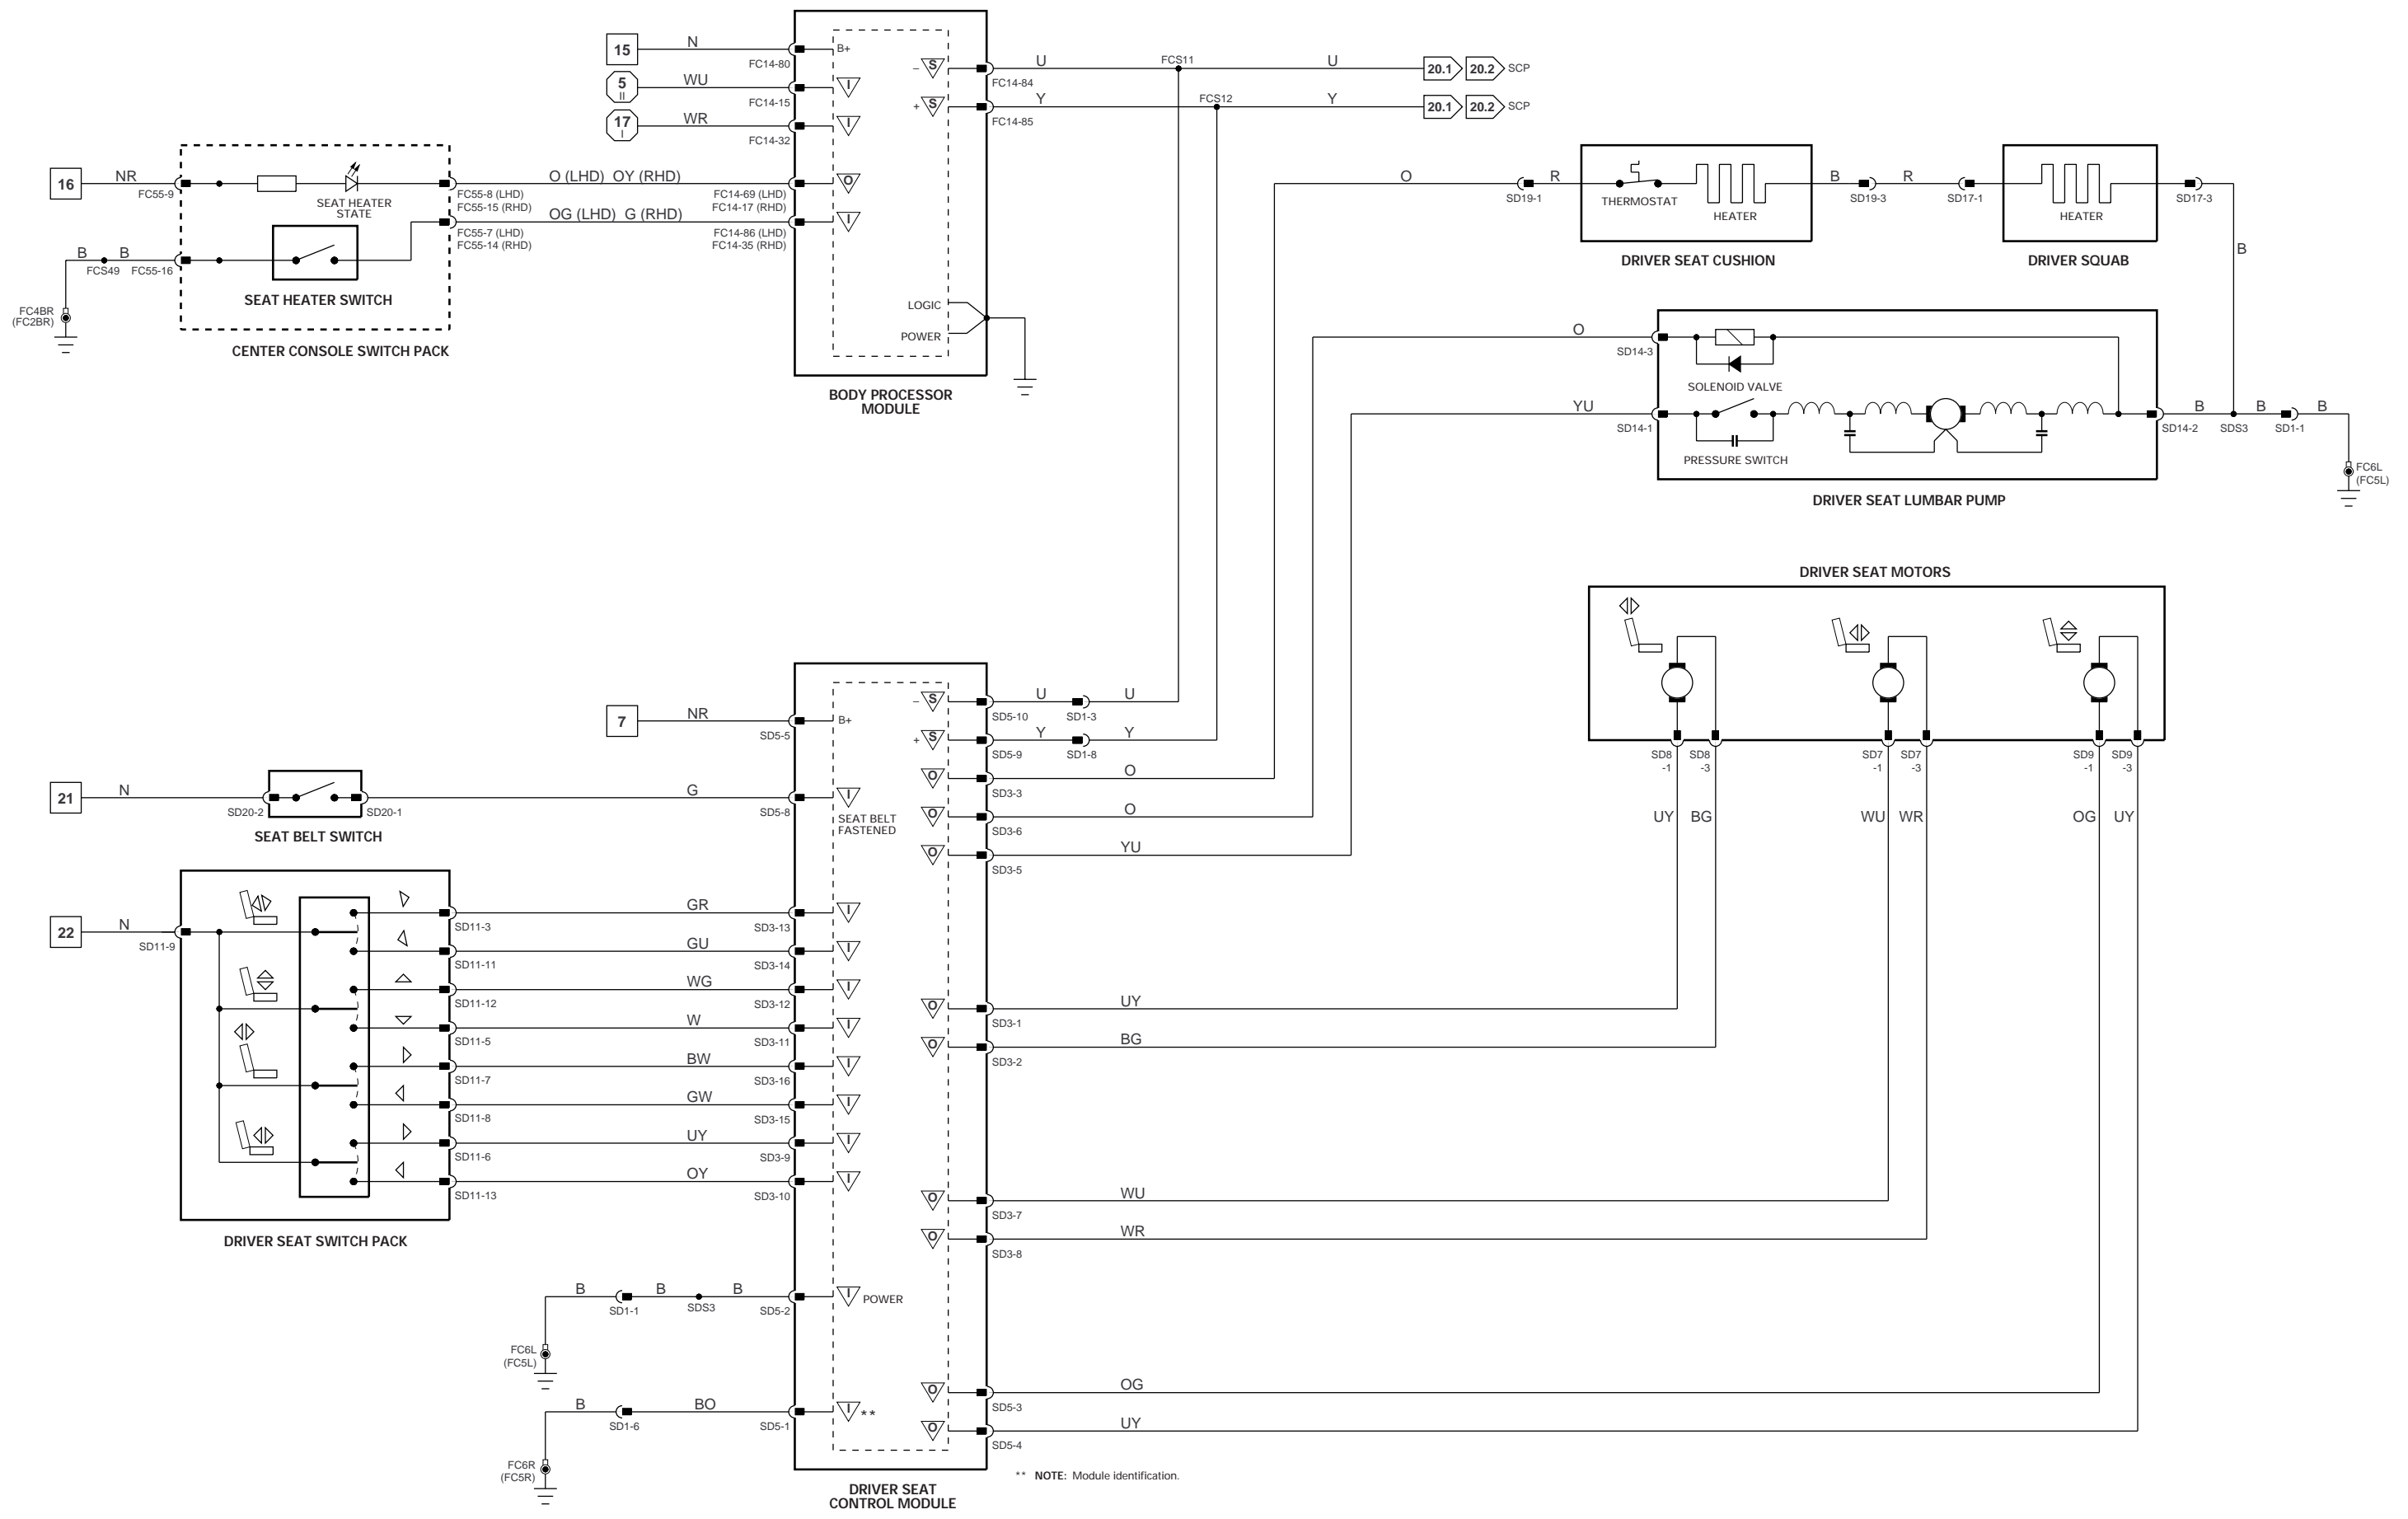 15
N
FC14-80
B+
5
II
WU
FC14-15
I
17
I
WR
FC14-32
I
–
S
U
FC14-84
FCS11
U
20.1
20.2
SCP
+
S
Y
FC14-85
FCS12
Y
20.1
20.2
SCP
16
NR
FC55-9
SEAT HEATER
STATE
FC55-8 (LHD)
FC55-15 (RHD)
O (LHD) OY (RHD)
FC14-69 (LHD)
FC14-17 (RHD)
O
FC55-7 (LHD)
FC55-14 (RHD)
OG (LHD) G (RHD)
FC14-86 (LHD)
FC14-35 (RHD)
I
B
FCS49
B
FC55-16
SEAT HEATER SWITCH
FC4BR
(FC2BR)
CENTER CONSOLE SWITCH PACK
LOGIC
POWER
BODY PROCESSOR
MODULE
O
SD19-1
R
THERMOSTAT
HEATER
B
SD19-3
R
SD17-1
HEATER
SD17-3
B
DRIVER SEAT CUSHION
DRIVER SQUAB
O
SD14-3
SOLENOID VALVE
YU
SD14-1
PRESSURE SWITCH
SD14-2
B
SDS3
B
SD1-1
B
FC6L
(FC5L)
DRIVER SEAT LUMBAR PUMP
DRIVER SEAT MOTORS
SD8
-1
SD8
-3
SD7
-1
SD7
-3
SD9
-1
SD9
-3
UY
BG
WU
WR
OG
UY
7
NR
SD5-5
B+
–
S
SD5-10
U
SD1-3
U
+
S
SD5-9
Y
SD1-8
Y
O
SD3-3
O
O
SD3-6
O
O
SD3-5
YU
21
N
SD20-2
SD20-1
SEAT BELT SWITCH
G
SD5-8
I
SEAT BELT
FASTENED
22
N
SD11-9
SD11-3
GR
SD3-13
I
SD11-11
GU
SD3-14
I
SD11-12
WG
SD3-12
I
SD11-5
W
SD3-11
I
SD11-7
BW
SD3-16
I
SD11-8
GW
SD3-15
I
SD11-6
UY
SD3-9
I
SD11-13
OY
SD3-10
I
DRIVER SEAT SWITCH PACK
O
SD3-1
UY
O
SD3-2
BG
O
SD3-7
WU
O
SD3-8
WR
B
SD1-1
B
SDS3
B
SD5-2
I
POWER
FC6L
(FC5L)
B
SD1-6
BO
SD5-1
I
**
FC6R
(FC5R)
O
SD5-3
OG
O
SD5-4
UY
** NOTE: Module identification.
DRIVER SEAT
CONTROL MODULE